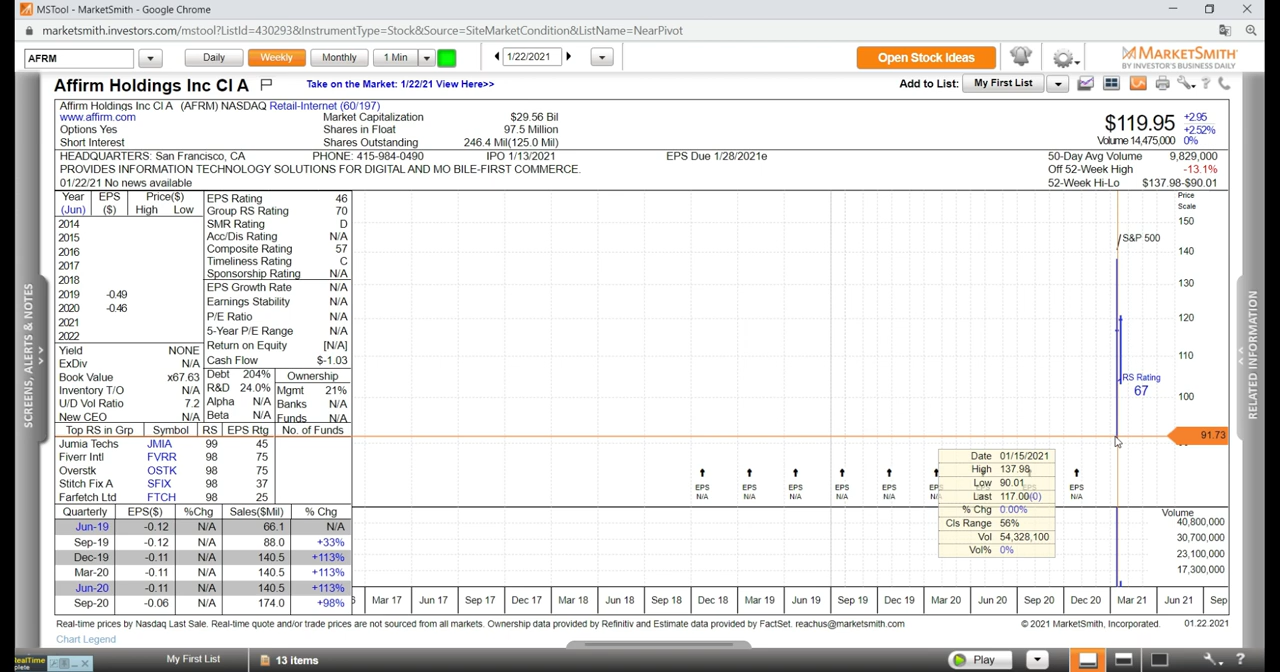 MSTool - MarketSmith - Google Chrome
marketsmith.investors.com/mstool?ListId=430293&InstrumentType=Stock&Source=SiteMarketCondition&ListName=NearPivot
AFRM Daily Weekly Monthly 1 Min 1/22/2021 Open Stock Ideas MARKETSMITH
BY INVESTOR'S BUSINESS DAILY
Affirm Holdings Inc Cl A Take on the Market: 1/22/21 View Here>> Add to List: My First List
Affirm Holdings Inc Cl A (AFRM) NASDAQ Retail-Internet (60/197)
www.affirm.com Market Capitalization $29.56 Bil
Options Yes Shares in Float 97.5 Million
Short Interest Shares Outstanding 246.4 Mil(125.0 Mil)
$119.95 +2.95
+2.52%
Volume 14,475,000 0%
HEADQUARTERS: San Francisco, CA PHONE: 415-984-0490 IPO 1/13/2021 EPS Due 1/28/2021e
PROVIDES INFORMATION TECHNOLOGY SOLUTIONS FOR DIGITAL AND MO BILE-FIRST COMMERCE.
01/22/21 No news available
50-Day Avg Volume 9,829,000
Off 52-Week High -13.1%
52-Week Hi-Lo $137.98-$90.01
Year EPS Price($)
(Jun) ($) High Low
2014
2015
2016
2017
2018
2019 -0.49
2020 -0.46
2021
2022
Yield NONE
ExDiv N/A
Book Value x67.63
Inventory T/O N/A
U/D Vol Ratio 7.2
New CEO N/A
EPS Rating 46
Group RS Rating 70
SMR Rating D
Acc/Dis Rating N/A
Composite Rating 57
Timeliness Rating C
Sponsorship Rating N/A
EPS Growth Rate N/A
Earnings Stability N/A
P/E Ratio N/A
5-Year P/E Range N/A
Return on Equity [N/A]
Cash Flow $-1.03
Debt 204% Ownership
R&D 24.0% Mgmt 21%
Alpha N/A Banks N/A
Beta N/A Funds N/A
Top RS in Grp Symbol RS EPS Rtg No. of Funds
Jumia Techs JMIA 99 45
Fiverr Intl FVRR 98 75
Overstk OSTK 98 75
Stitch Fix A SFIX 98 37
Farfetch Ltd FTCH 98 25
Quarterly EPS($) %Chg Sales($Mil) % Chg
Jun-19 -0.12 N/A 66.1 N/A
Sep-19 -0.12 N/A 88.0 +33%
Dec-19 -0.11 N/A 140.5 +113%
Mar-20 -0.11 N/A 140.5 +113%
Jun-20 -0.11 N/A 140.5 +113%
Sep-20 -0.06 N/A 174.0 +98%
Price
Scale
150
140
130
120
110
100
S&P 500
RS Rating
67
91.73
EPS EPS EPS EPS EPS EPS EPS
N/A N/A N/A N/A N/A N/A N/A
Date 01/15/2021
High 137.98
Low 90.01
Last 117.00(0)
% Chg 0.00%
Cls Range 56%
Vol 54,328,100
Vol% 0%
Volume
40,800,000
30,700,000
23,100,000
17,300,000
6 Mar 17 Jun 17 Sep 17 Dec 17 Mar 18 Jun 18 Sep 18 Dec 18 Mar 19 Jun 19 Sep 19 Dec 19 Mar 20 Jun 20 Sep 20 Dec 20 Mar 21 Jun 21 Sep
Real-time prices by Nasdaq Last Sale. Real-time quote and/or trade prices are not sourced from all markets. Ownership data provided by Refinitiv and Estimate data provided by FactSet. reachus@marketsmith.com © 2021 MarketSmith, Incorporated. 01.22.2021
Chart Legend
SCREENS, ALERTS & NOTES
RELATED INFORMATION
My First List 13 items Play